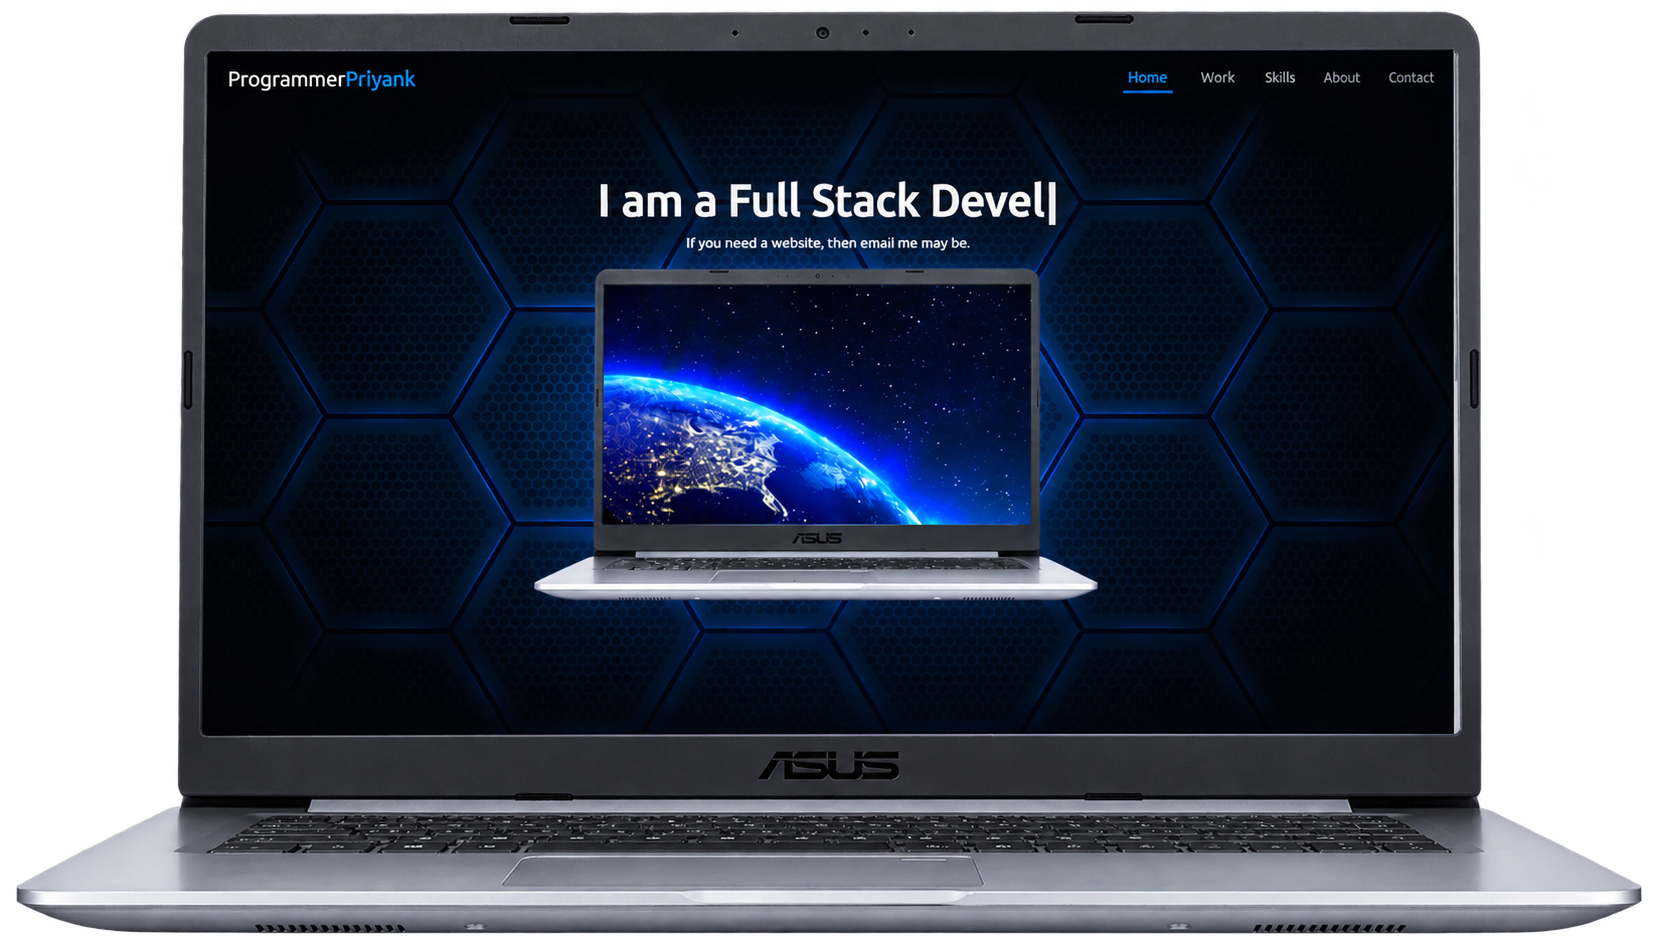 ProgrammerPriyank
Home Work Skills About Contact
I am a Full Stack Devel|
If you need a website, then email me may be.
ASUS
ASUS